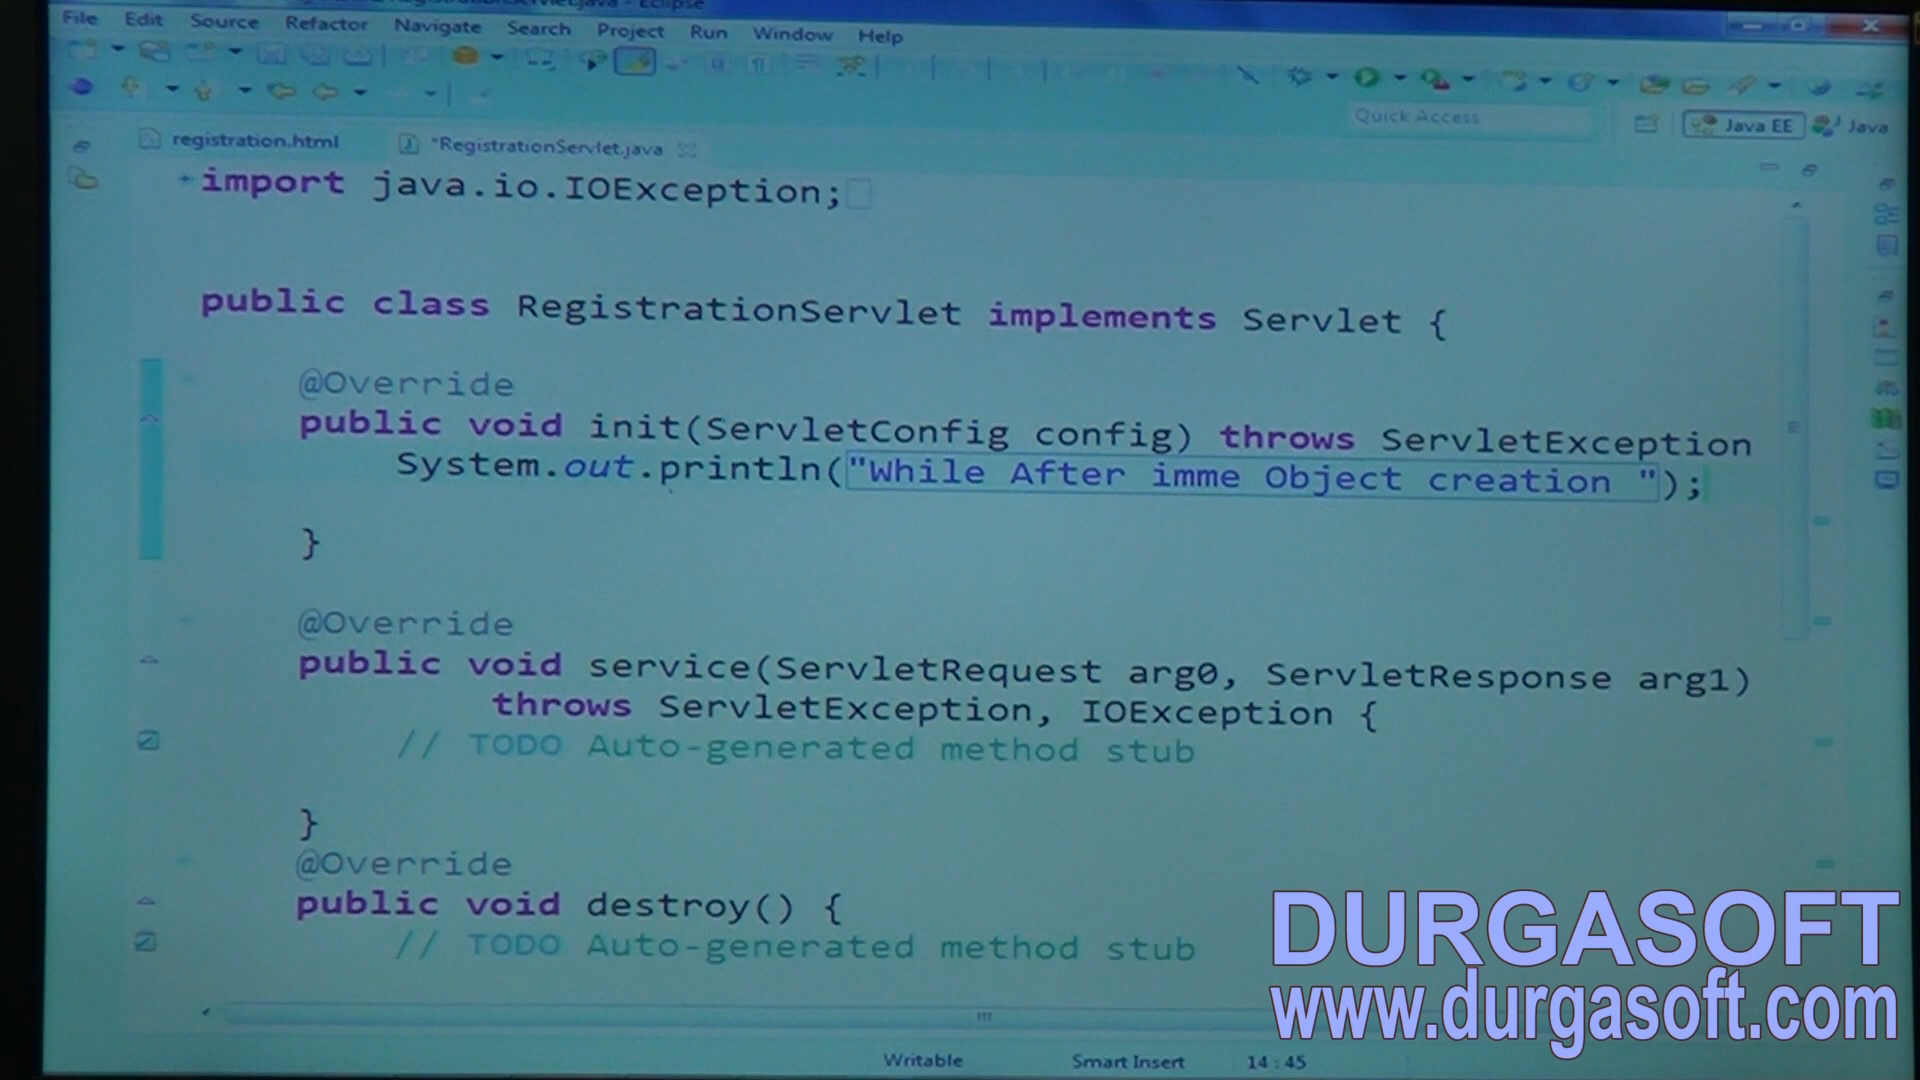 File Edit Source Refactor Navigate Search Project Run Window Help
Quick Access
Java EE Java
registration.html *RegistrationServlet.java
import java.io.IOException;
public class RegistrationServlet implements Servlet {
@Override
public void init(ServletConfig config) throws ServletException
System.out.println("While After imme Object creation ");
}
@Override
public void service(ServletRequest arg0, ServletResponse arg1)
throws ServletException, IOException {
// TODO Auto-generated method stub
}
@Override
public void destroy() {
// TODO Auto-generated method stub
DURGASOFT
www.durgasoft.com
Writable Smart Insert 14 : 45